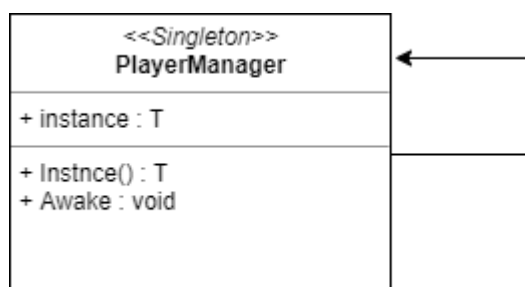 <<Singleton>>
PlayerManager
+ instance : T
+ Instnce() : T
+ Awake : void